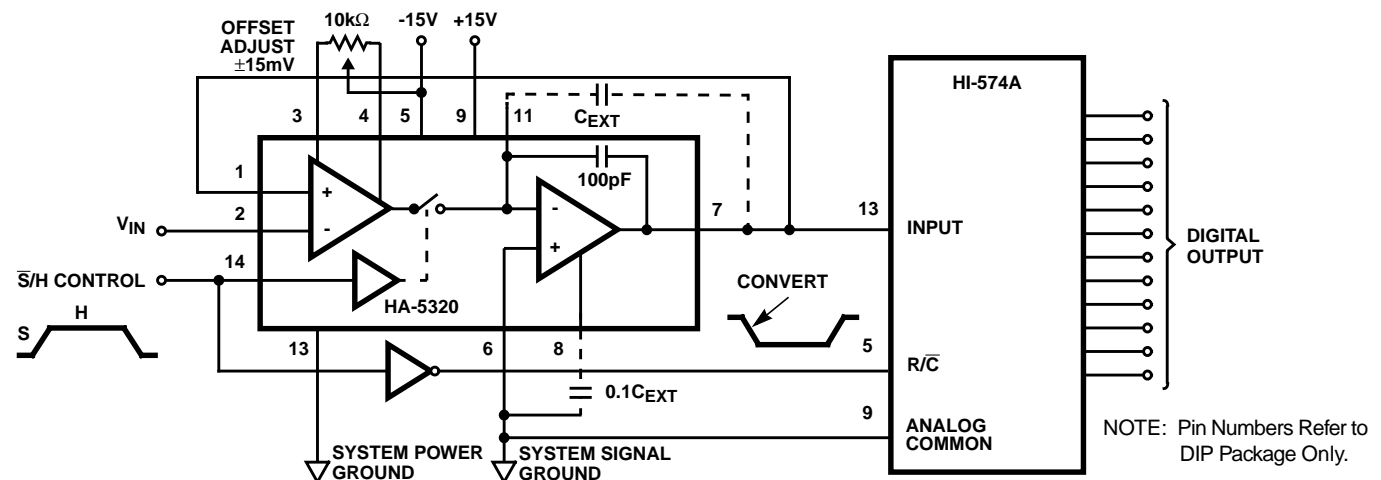 OFFSET
ADJUST
±15mV
10kΩ
-15V
+15V
HI-574A
3
4
5
9
11
C_EXT
100pF
1
2
V_IN
+
-
-
+
7
13
INPUT
DIGITAL
OUTPUT
14
S̅/H CONTROL
HA-5320
CONVERT
H
S
13
6
8
5
R/C̅
0.1C_EXT
9
ANALOG
COMMON
SYSTEM POWER
GROUND
SYSTEM SIGNAL
GROUND
NOTE: Pin Numbers Refer to
DIP Package Only.